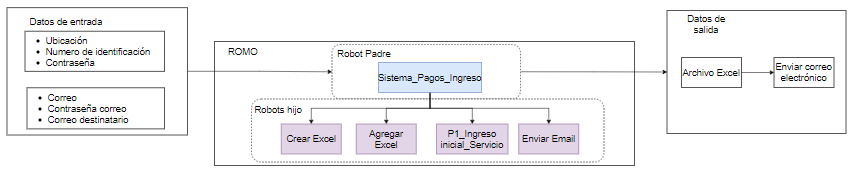 Datos de entrada
Ubicación
Numero de identificación
Contraseña
Correo
Contraseña correo
Correo destinatario
ROMO
Robot Padre
Sistema_Pagos_Ingreso
Robots hijo
Crear Excel
Agregar
Excel
P1_Ingreso
inicial_Servicio
Enviar Email
Datos de
salida
Archivo Excel
Enviar correo
electrónico